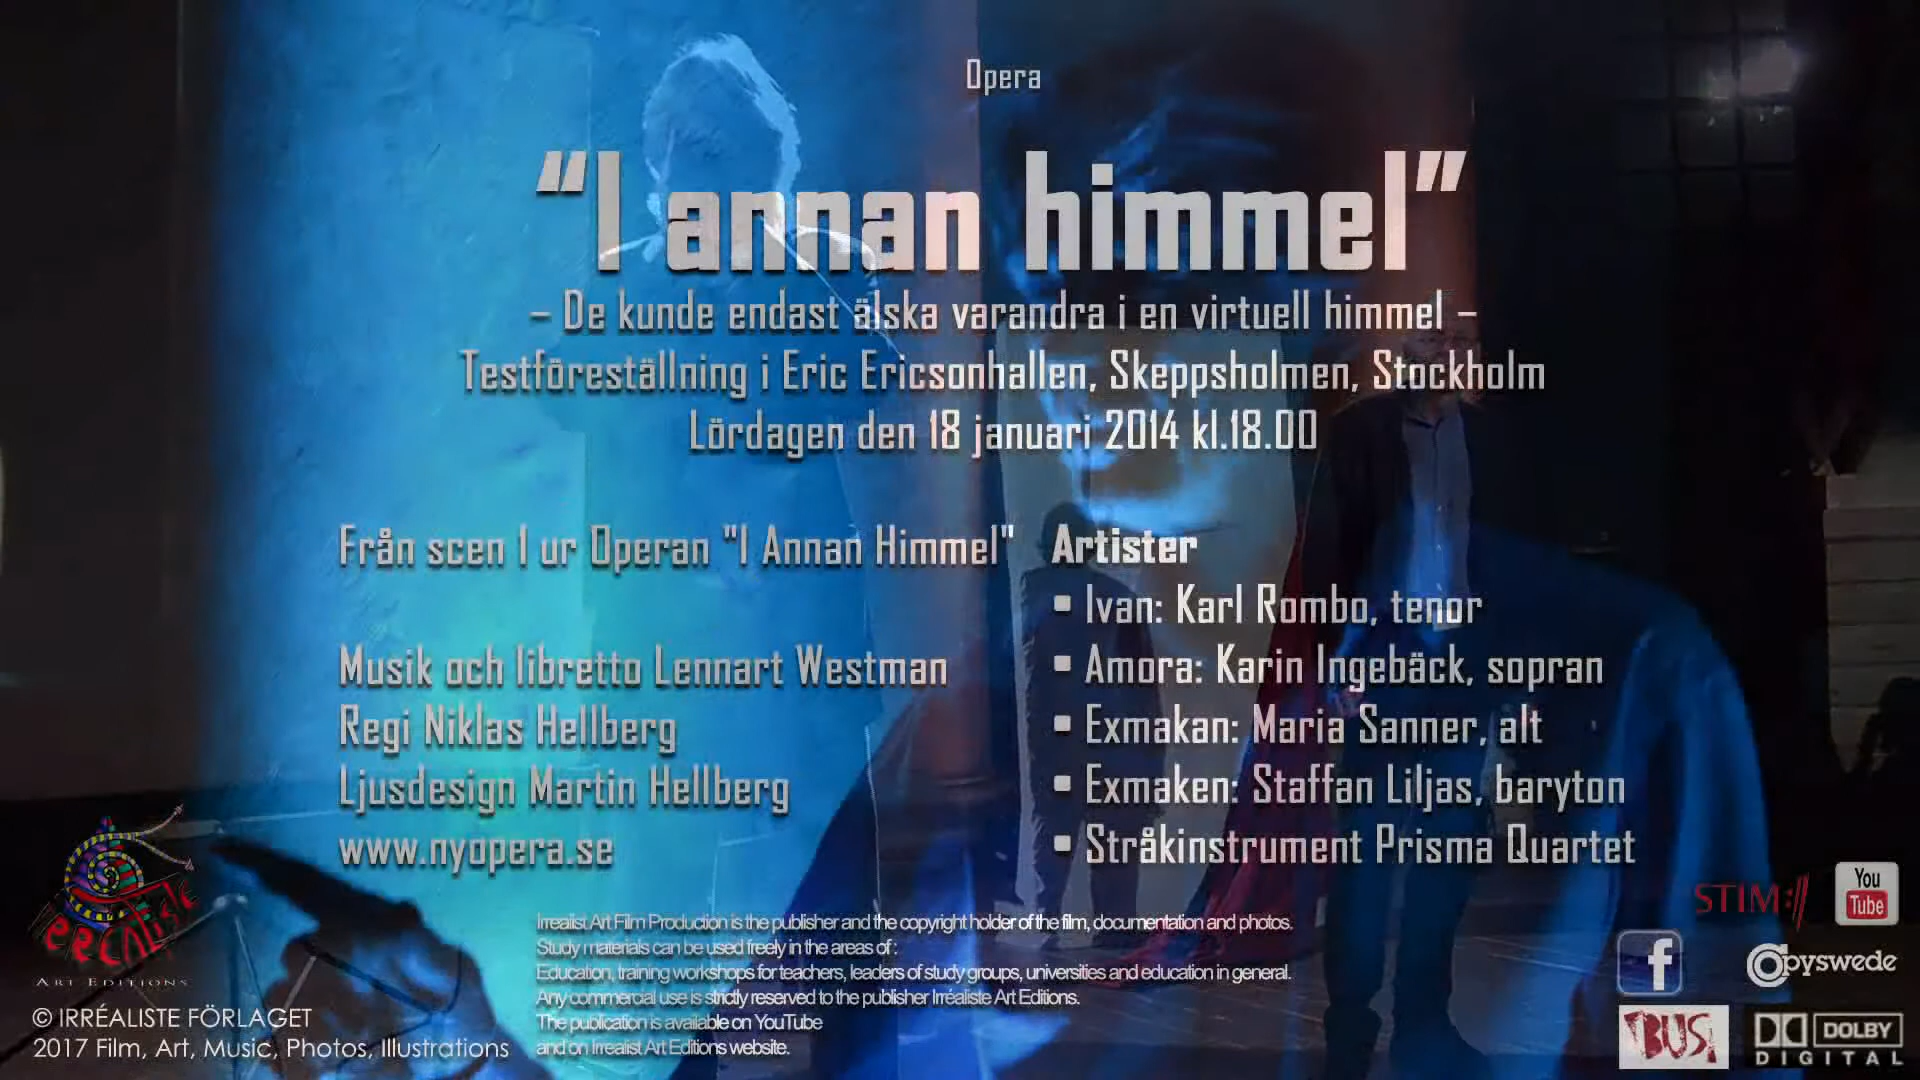 Opera
“I annan himmel”
– De kunde endast älska varandra i en virtuell himmel –
Testföreställning i Eric Ericsonhallen, Skeppsholmen, Stockholm
Lördagen den 18 januari 2014 kl.18.00
Från scen I ur Operan "I Annan Himmel"
Musik och libretto Lennart Westman
Regi Niklas Hellberg
Ljusdesign Martin Hellberg
www.nyopera.se
Artister
▪ Ivan: Karl Rombo, tenor
▪ Amora: Karin Ingebäck, sopran
▪ Exmakan: Maria Sanner, alt
▪ Exmaken: Staffan Liljas, baryton
▪ Stråkinstrument Prisma Quartet
Irrealist Art Film Production is the publisher and the copyright holder of the film, documentation and photos.
Study materials can be used freely in the areas of :
Education, training workshops for teachers, leaders of study groups, universities and education in general.
Any commercial use is strictly reserved to the publisher Irréaliste Art Editions.
The publication is available on YouTube
and on Irrealist Art Editions website.
Irrealiste
Art Editions
© IRRÉALISTE FÖRLAGET
2017 Film, Art, Music, Photos, Illustrations
STIM://
You
Tube
f
Copyswede
BUS
DOLBY
DIGITAL